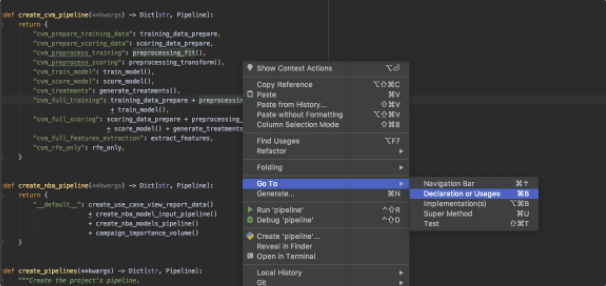 def create_cvm_pipeline(**kwargs) -> Dict[str, Pipeline]:
return {
"cvm_prepare_training_data": training_data_prepare,
"cvm_prepare_scoring_data": scoring_data_prepare,
"cvm_preprocess_training": preprocessing_fit(),
"cvm_preprocess_scoring": preprocessing_transform(),
"cvm_train_model": train_model(),
"cvm_score_model": score_model(),
"cvm_treatments": generate_treatments(),
"cvm_full_training": training_data_prepare + preprocessing
+ train_model(),
"cvm_full_scoring": scoring_data_prepare + preprocessing_
+ score_model() + generate_treatments
"cvm_full_features_extraction": extract_features,
"cvm_rfe_only": rfe_only,
}
def create_nba_pipeline(**kwargs) -> Dict[str, Pipeline]:
return {
"__default__": create_use_case_view_report_data()
+ create_nba_model_input_pipeline()
+ create_nba_models_pipeline()
+ campaign_importance_volume()
}
def create_pipelines(**kwargs) -> Dict[str, Pipeline]:
"""Create the project's pipeline.
Show Context Actions ⌥⏎
Copy Reference ⌥⇧⌘C
Paste ⌘V
Paste from History... ⇧⌘V
Paste without Formatting ⌥⇧⌘V
Column Selection Mode ⇧⌘8
Find Usages ⌥F7
Refactor
Folding
Go To
Generate... ⌘N
Run 'pipeline' ^⇧R
Debug 'pipeline' ^⇧D
Create 'pipeline'...
Reveal in Finder
Open in Terminal
Local History
Git
Navigation Bar ⌘↑
Declaration or Usages ⌘B
Implementation(s) ⌥⌘B
Super Method ⌘U
Test ⇧⌘T